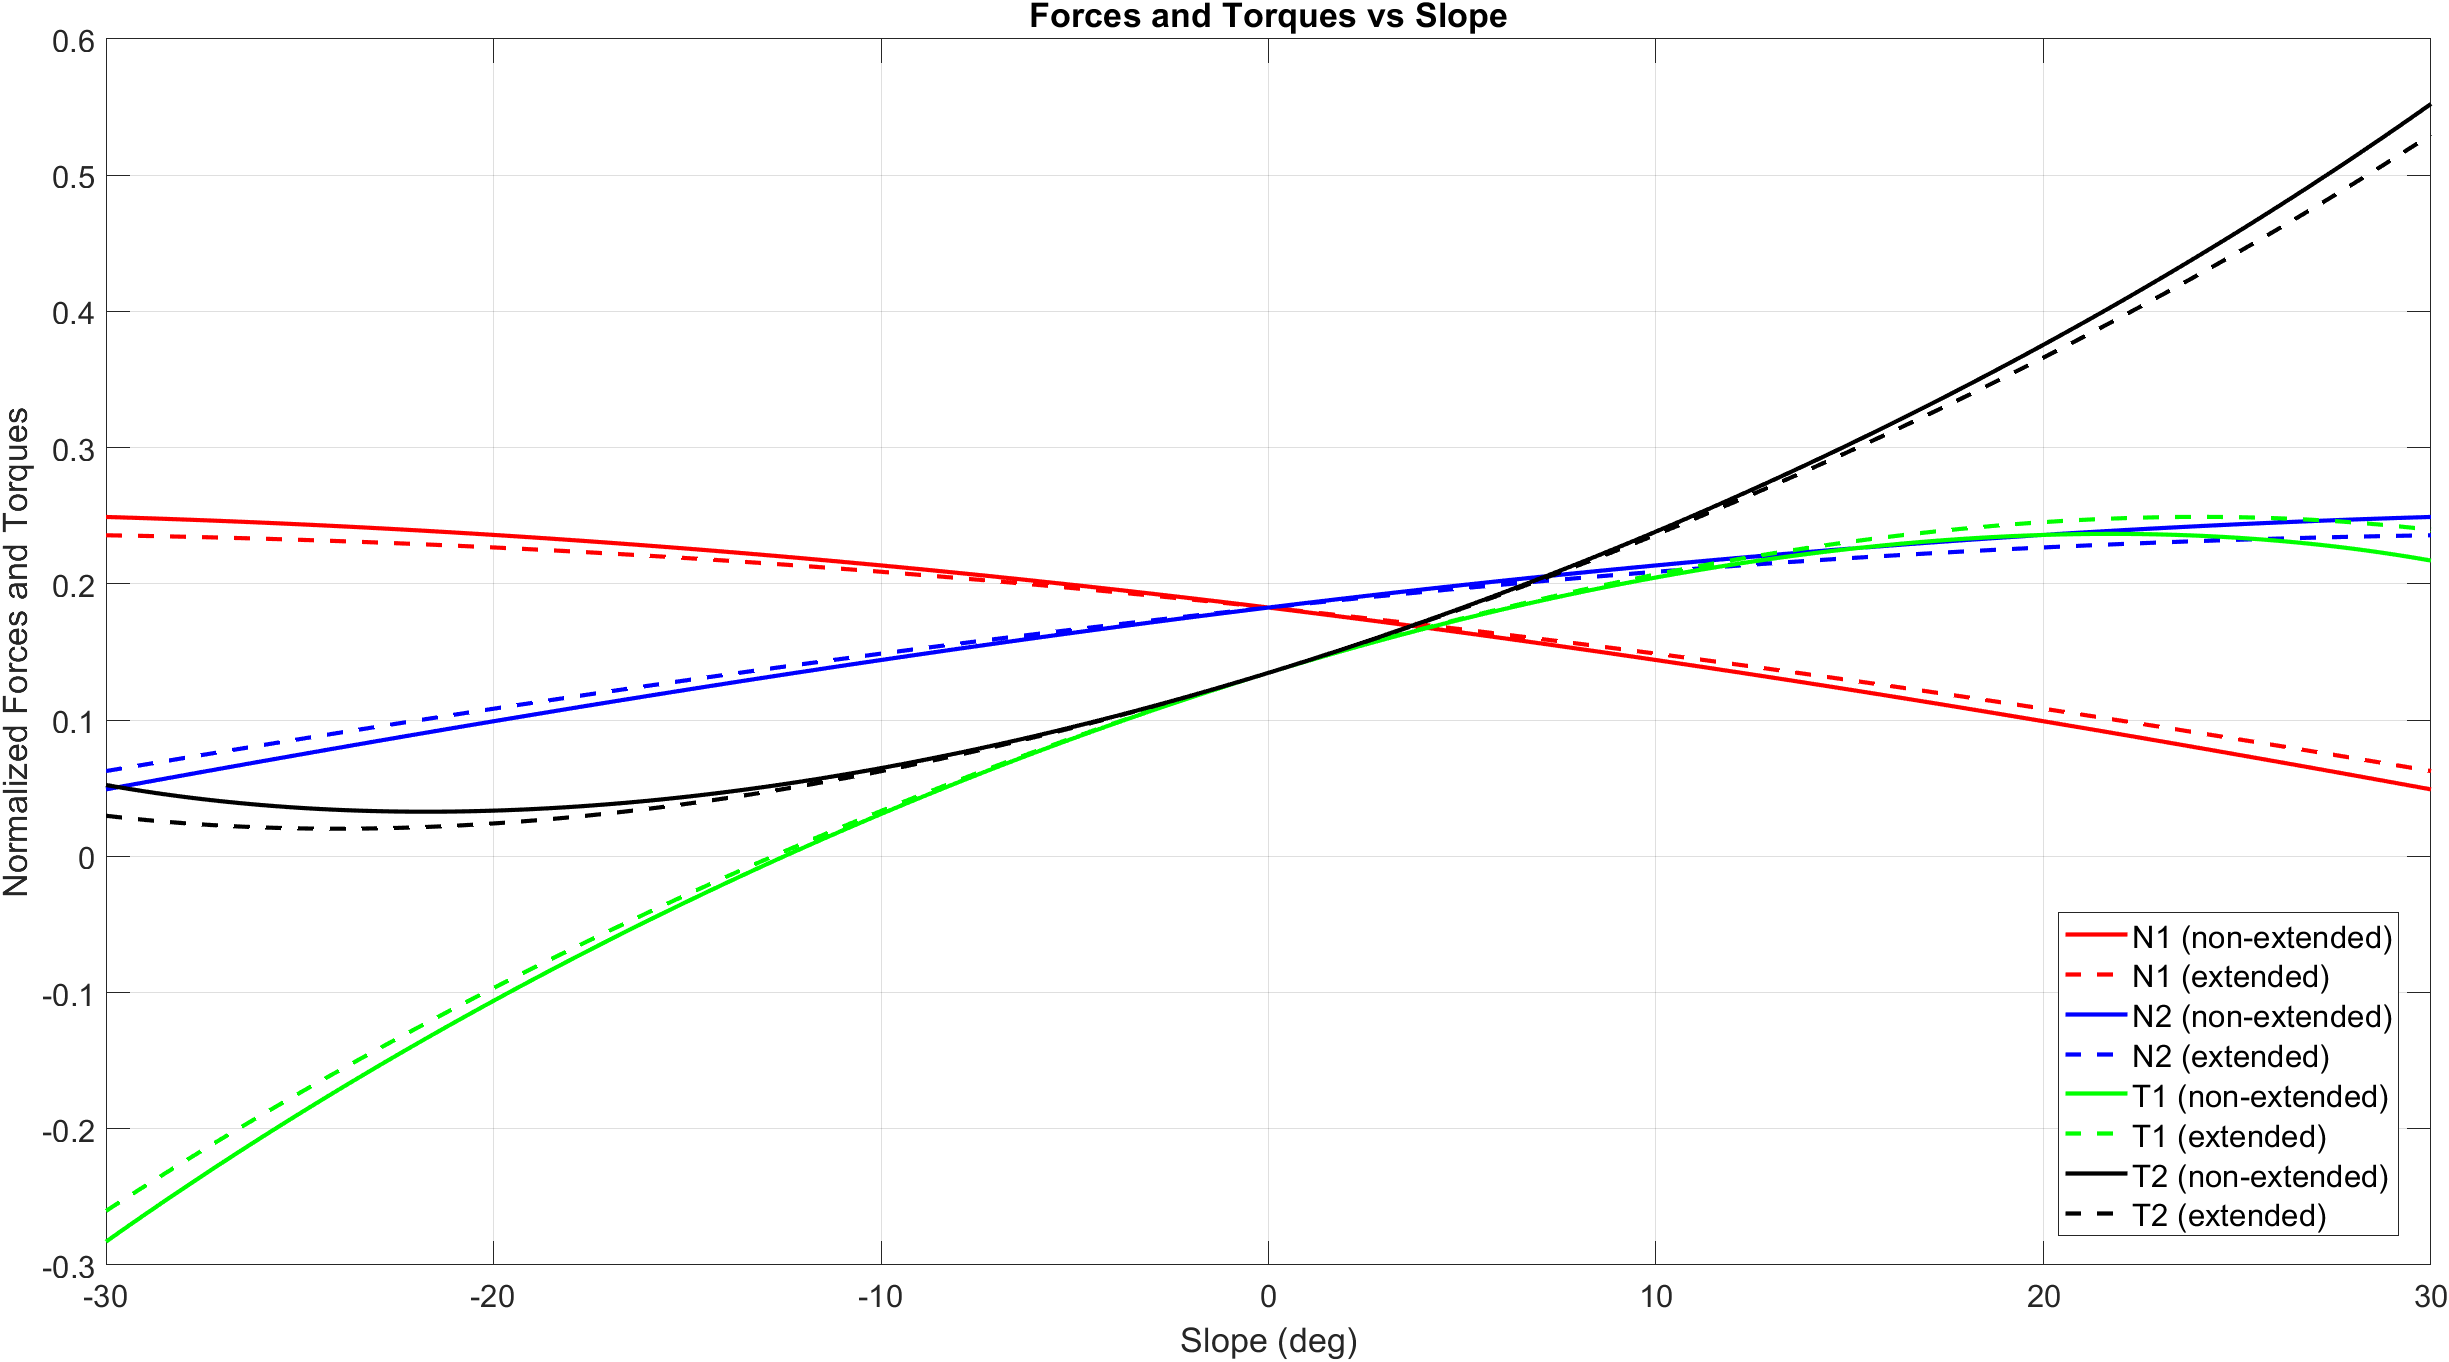 Forces and Torques vs Slope
Normalized Forces and Torques
0.6
0.5
0.4
0.3
0.2
0.1
0
-0.1
-0.2
-0.3
-30
-20
-10
0
10
20
30
Slope (deg)
N1 (non-extended)
N1 (extended)
N2 (non-extended)
N2 (extended)
T1 (non-extended)
T1 (extended)
T2 (non-extended)
T2 (extended)